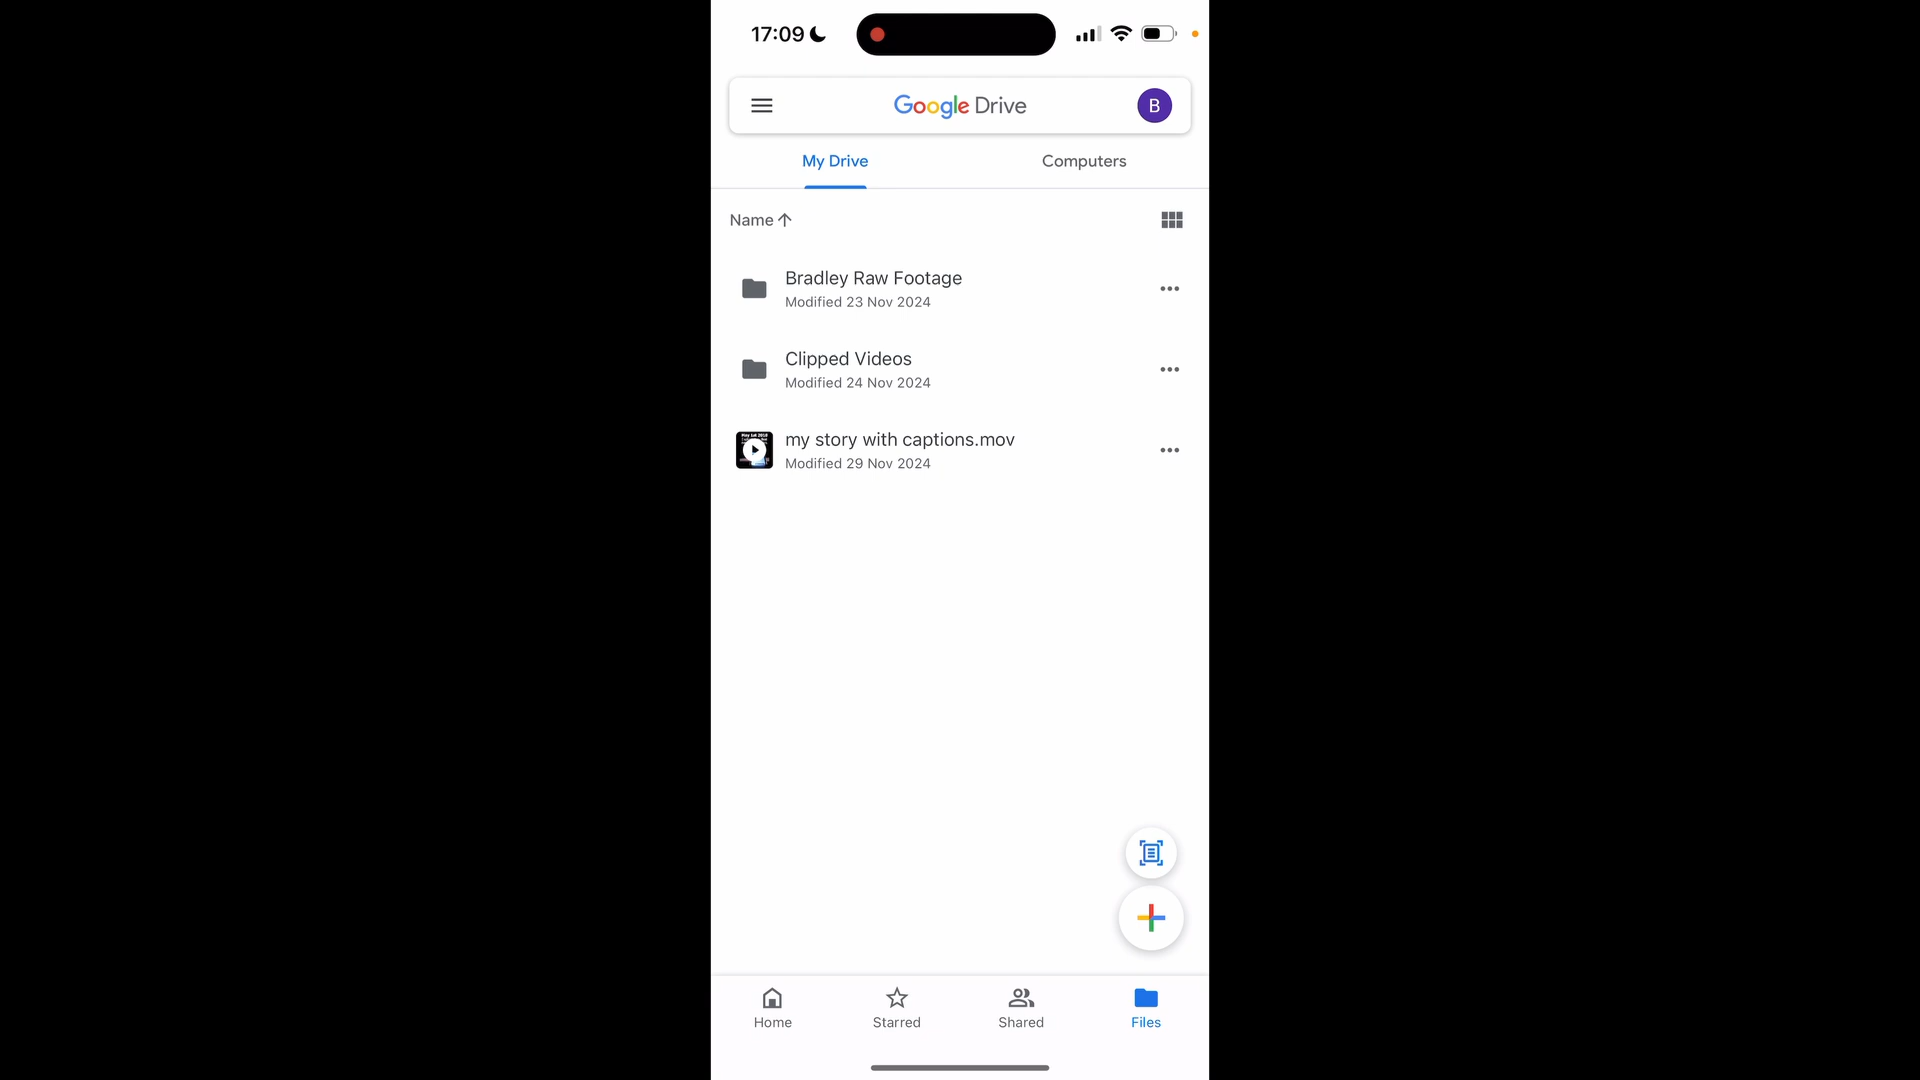 17:09
Google Drive
B
My Drive
Computers
Name
Bradley Raw Footage
Modified 23 Nov 2024
Clipped Videos
Modified 24 Nov 2024
my story with captions.mov
Modified 29 Nov 2024
Home
Starred
Shared
Files